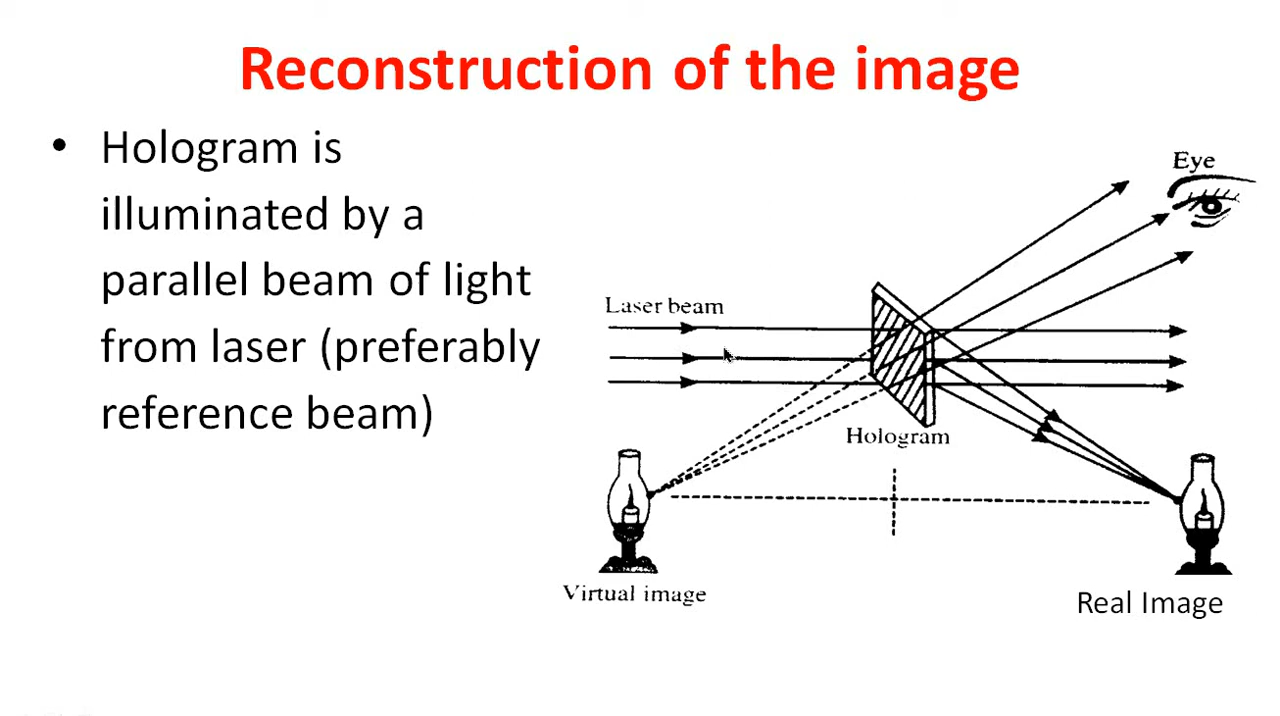 Reconstruction of the image
• Hologram is
illuminated by a
parallel beam of light
from laser (preferably
reference beam)
Eye
Laser beam
Hologram
Virtual image
Real Image